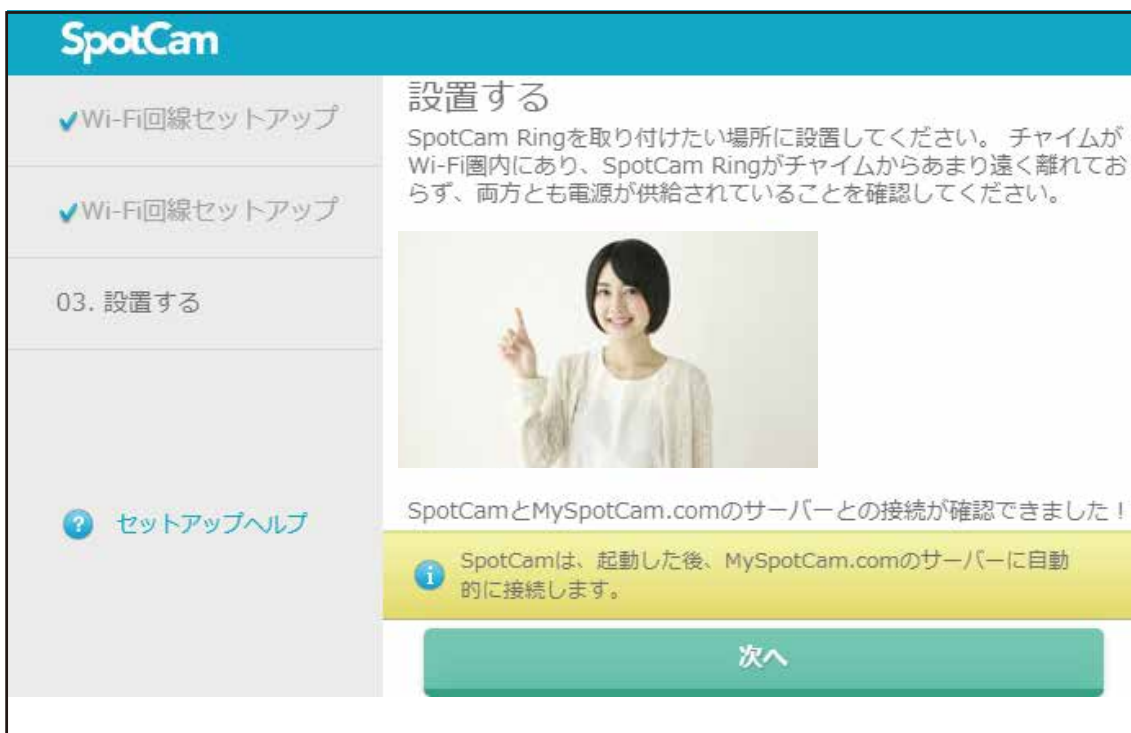 SpotCam
✔Wi-Fi回線セットアップ
✔Wi-Fi回線セットアップ
03. 設置する
? セットアップヘルプ
設置する
SpotCam Ringを取り付けたい場所に設置してください。 チャイムが
Wi-Fi圏内にあり、SpotCam Ringがチャイムからあまり遠く離れてお
らず、両方とも電源が供給されていることを確認してください。
SpotCamとMySpotCam.comのサーバーとの接続が確認できました！
i SpotCamは、起動した後、MySpotCam.comのサーバーに自動
的に接続します。
次へ